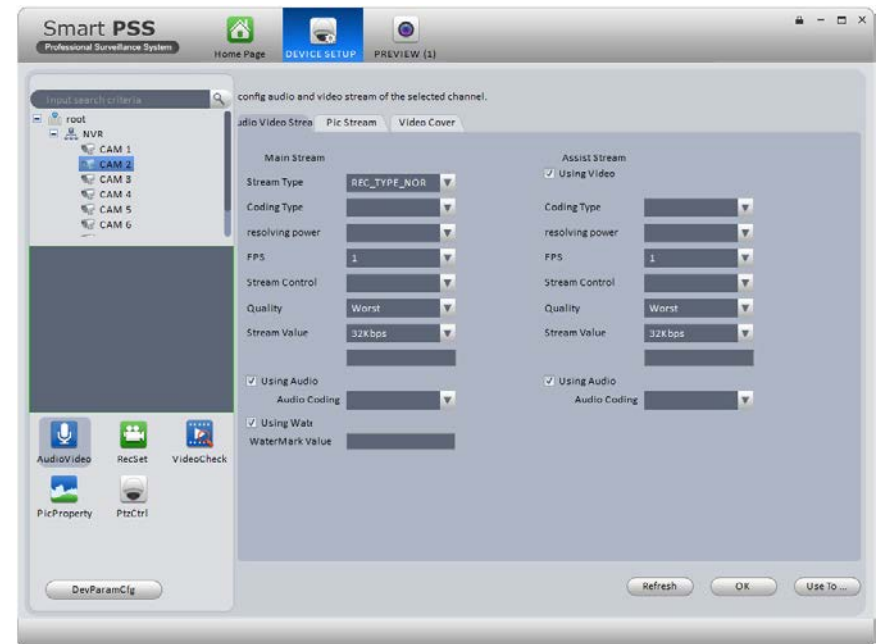 Smart PSS
Professional Surveillance System
Home Page
DEVICE SETUP
PREVIEW (1)
Input search criteria
root
NVR
CAM 1
CAM 2
CAM 3
CAM 4
CAM 5
CAM 6
AudioVideo
RecSet
VideoCheck
PicProperty
PtzCtrl
DevParamCfg
config audio and video stream of the selected channel.
udio Video Strea Pic Stream Video Cover
Main Stream
Stream Type REC_TYPE_NOR
Coding Type
resolving power
FPS 1
Stream Control
Quality Worst
Stream Value 32Kbps
Using Audio
Audio Coding
Using Wate
WaterMark Value
Assist Stream
Using Video
Coding Type
resolving power
FPS 1
Stream Control
Quality Worst
Stream Value 32Kbps
Using Audio
Audio Coding
Refresh OK Use To ...